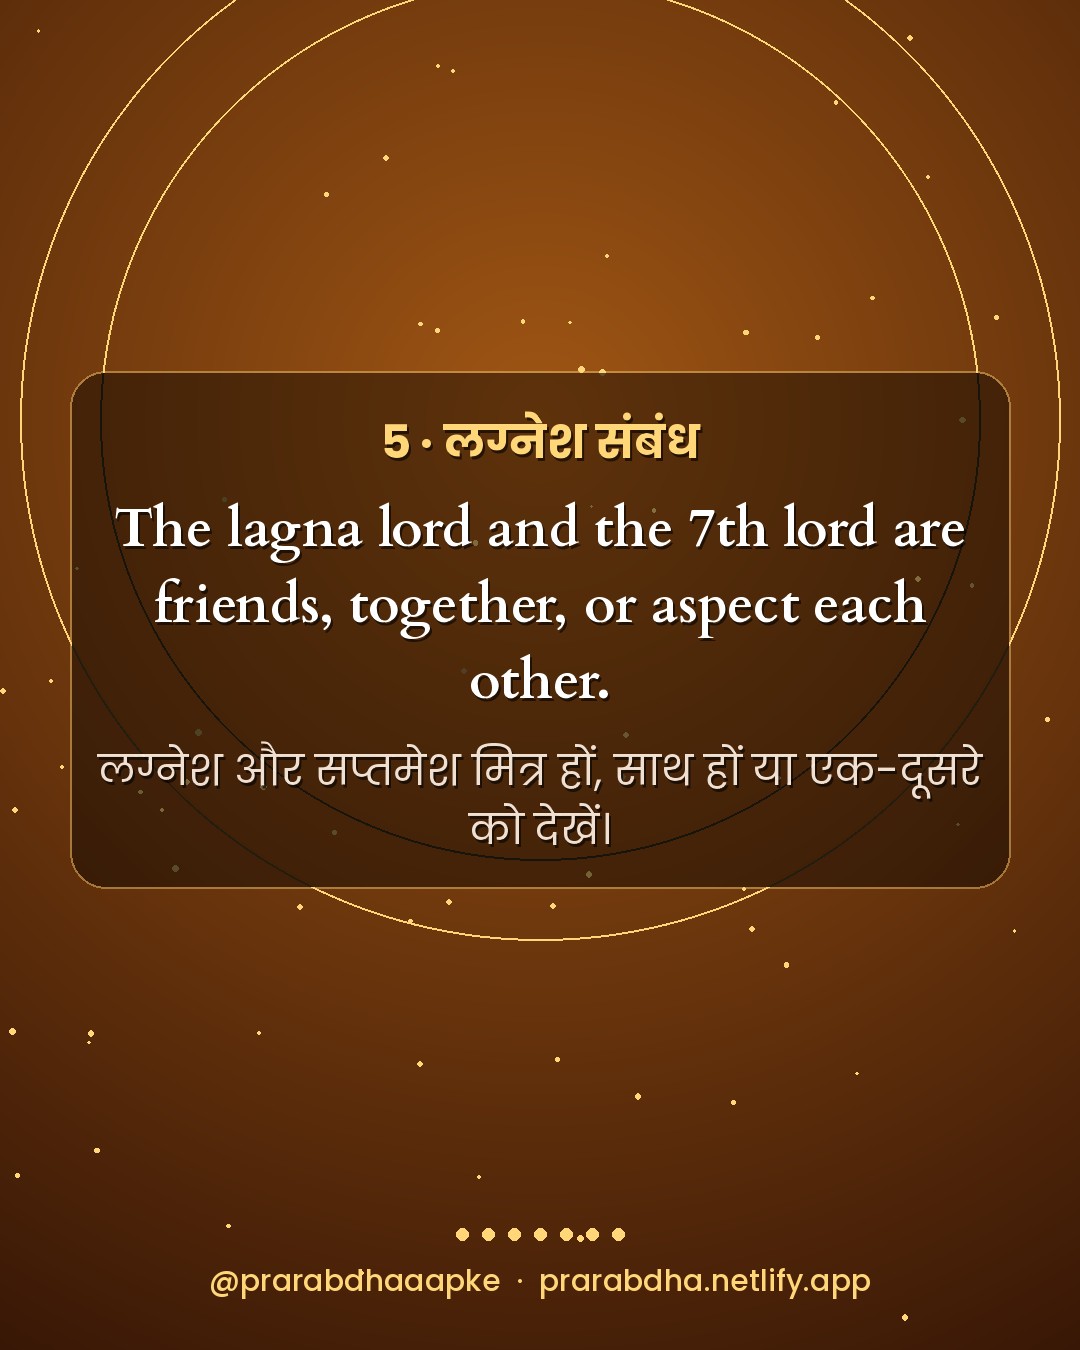 5 · लग्नेश संबंध
The lagna lord and the 7th lord are
friends, together, or aspect each
other.
लग्नेश और सप्तमेश मित्र हों, साथ हों या एक-दूसरे
को देखें।
@prarabdhaaapke · prarabdha.netlify.app